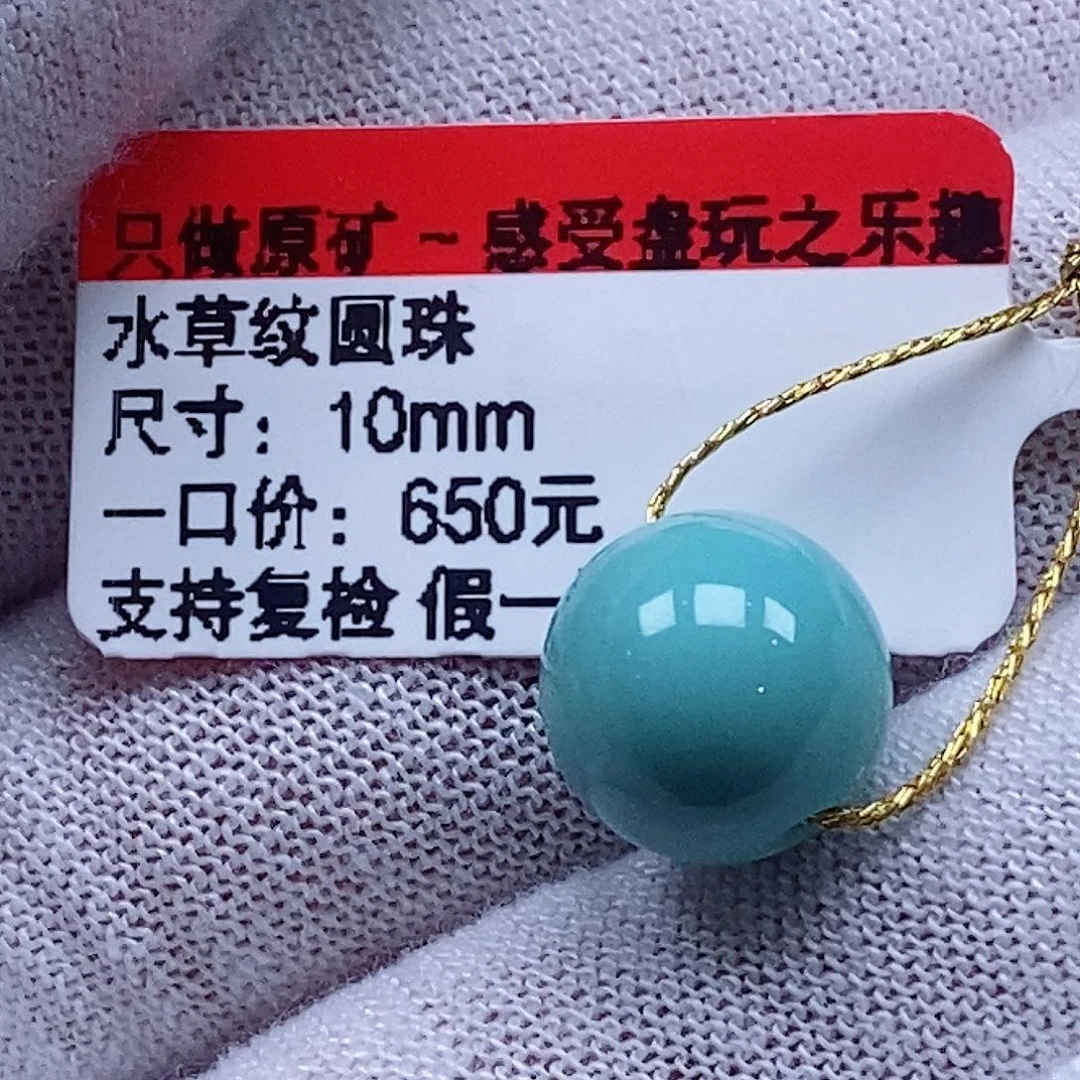 只做原矿 ~ 感受盘玩之乐趣
水草纹圆珠
尺寸：10mm
一口价：650元
支持复检 假一